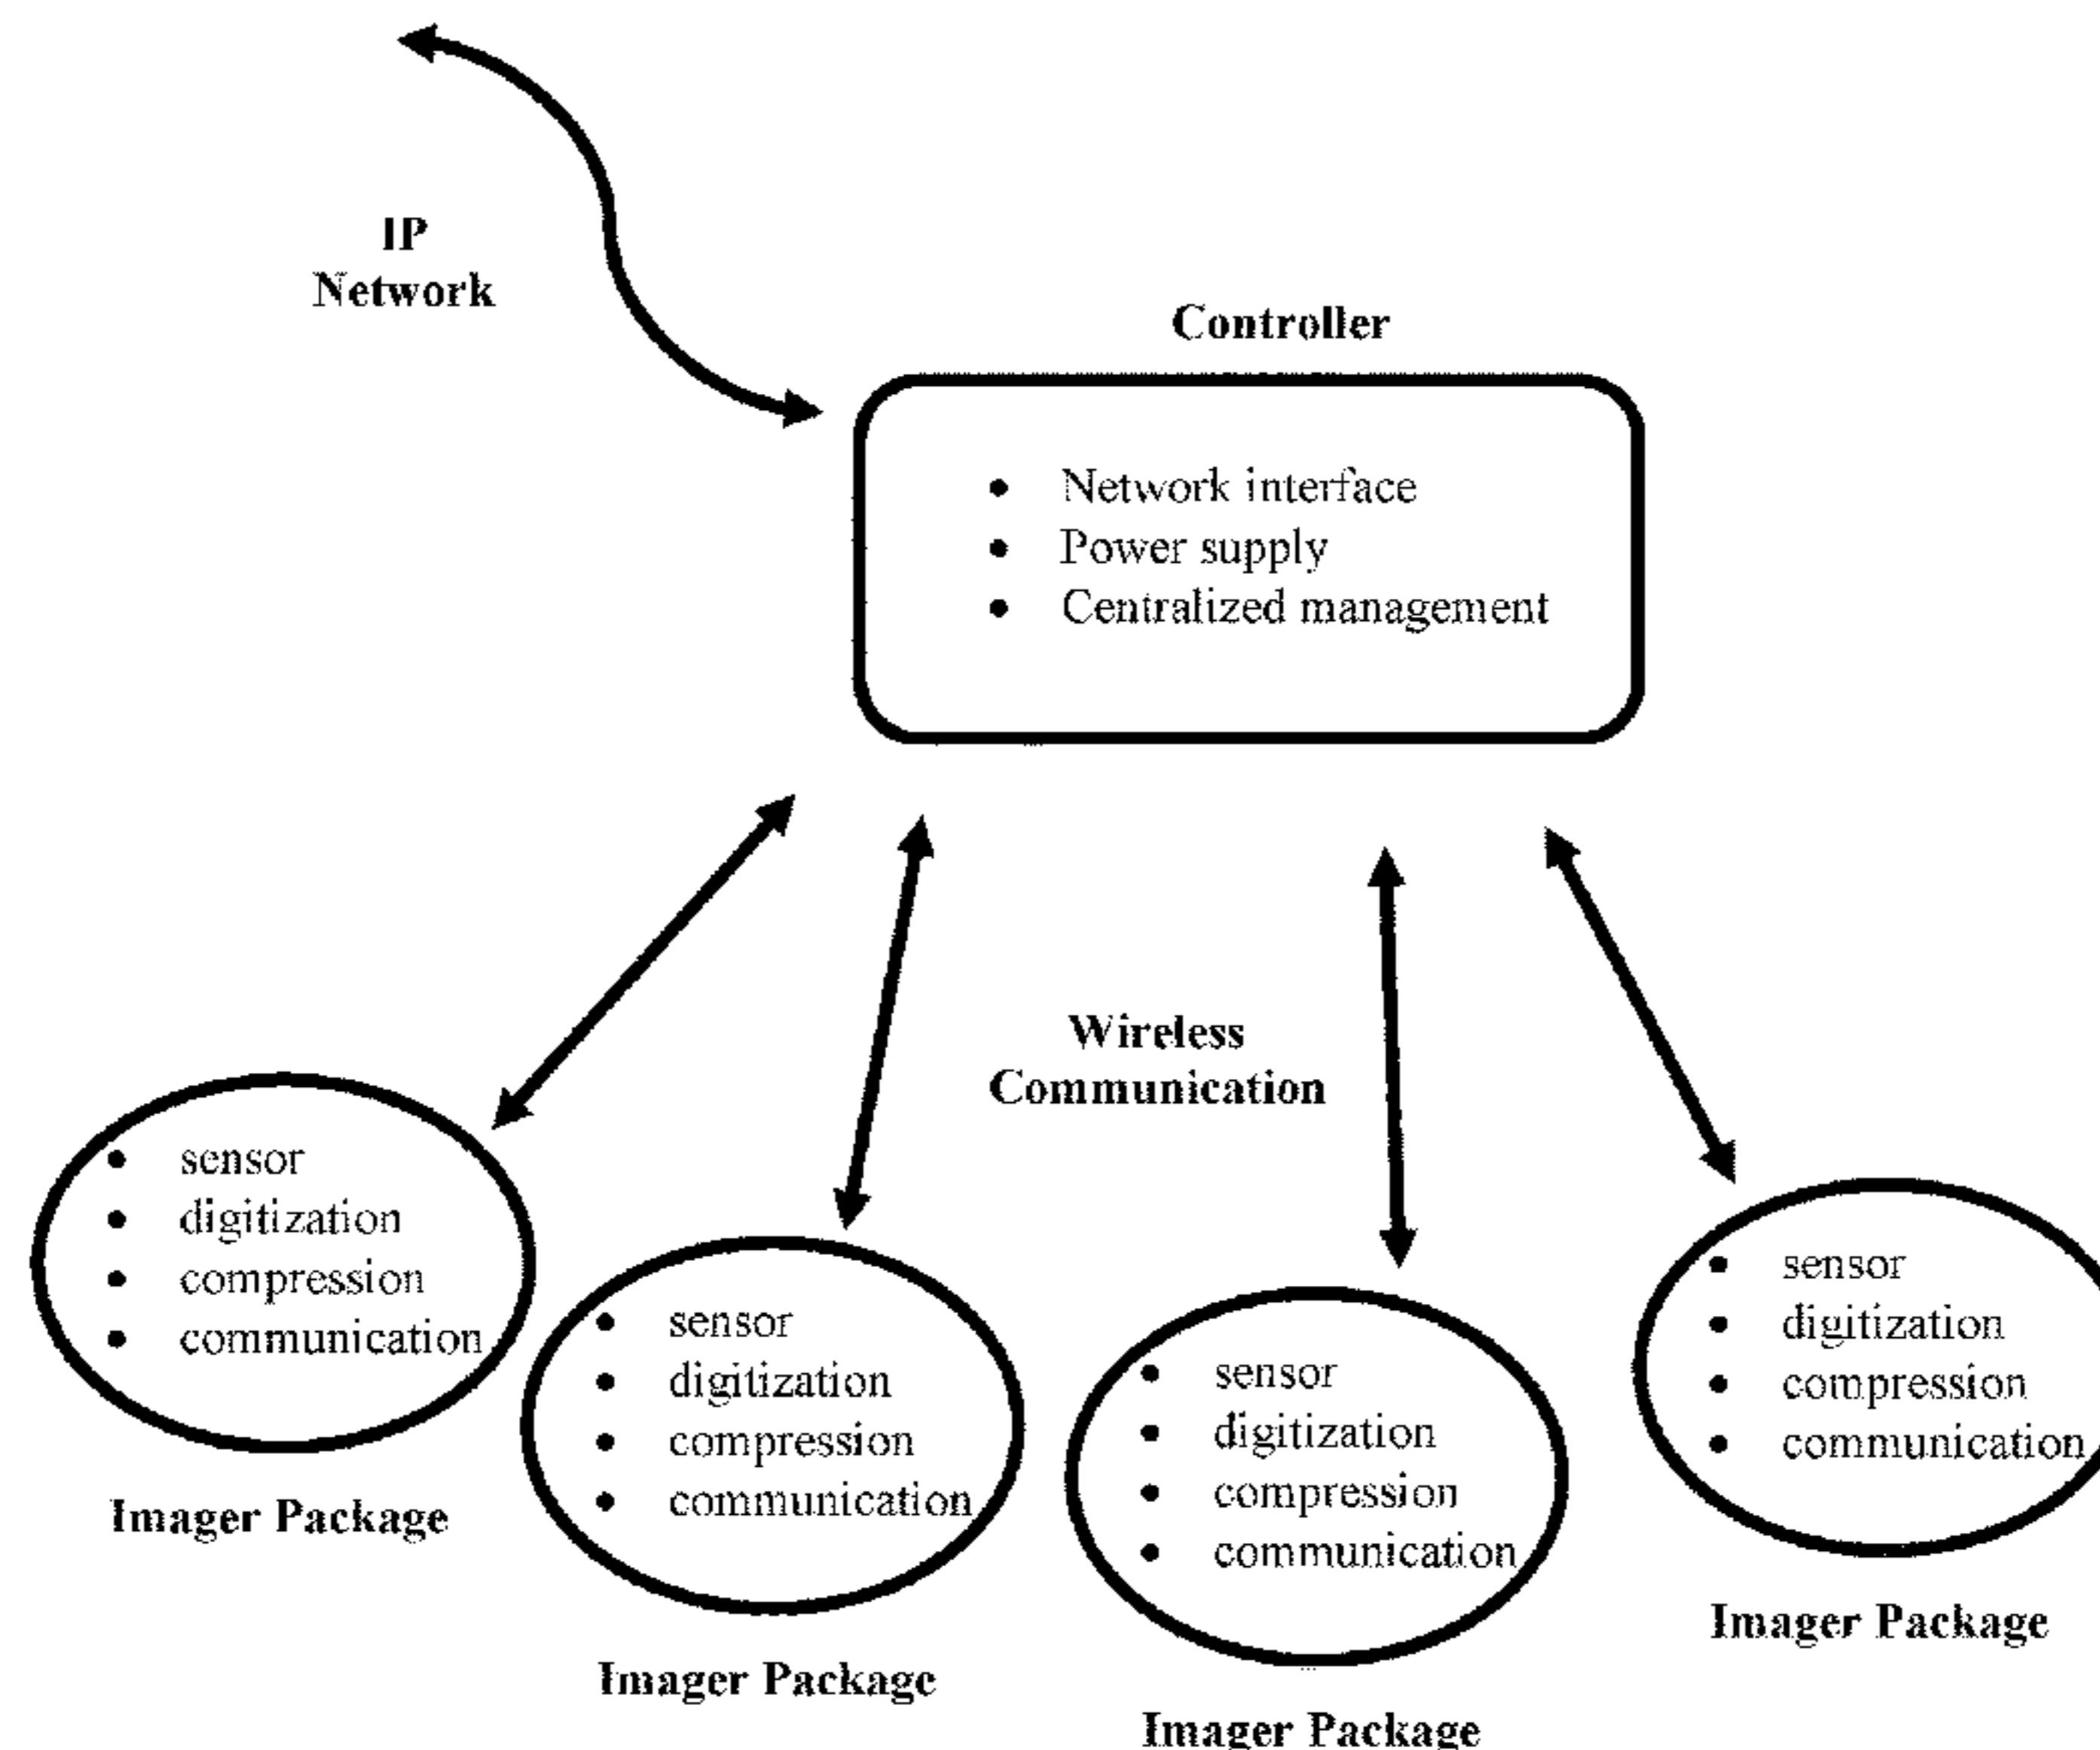 IP
Network
Controller
• Network interface
• Power supply
• Centralized management
Wireless
Communication
• sensor
• digitization
• compression
• communication
Imager Package
• sensor
• digitization
• compression
• communication
Imager Package
• sensor
• digitization
• compression
• communication
Imager Package
• sensor
• digitization
• compression
• communication
Imager Package